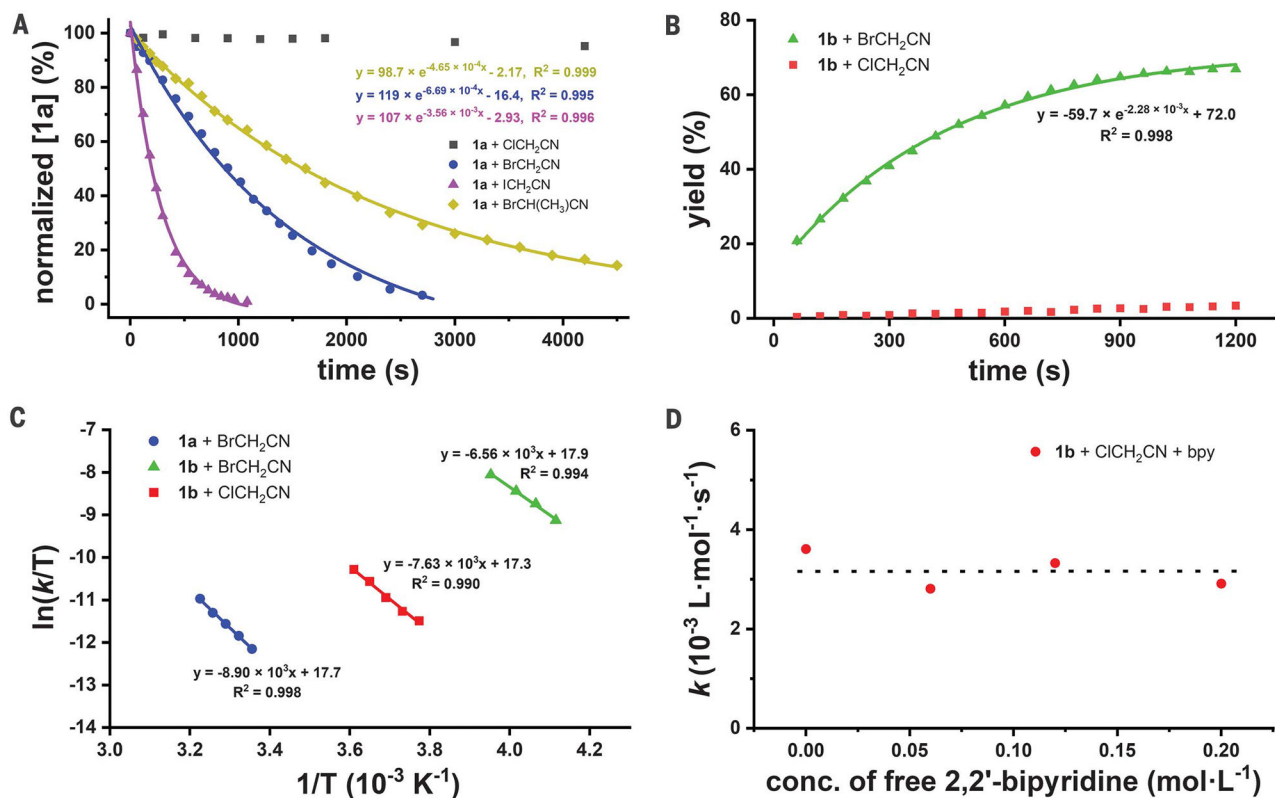 A
normalized [1a] (%)
100
80
60
40
20
0
y = 98.7 × e^-4.65 × 10^-4x - 2.17, R² = 0.999
y = 119 × e^-6.69 × 10^-4x - 16.4, R² = 0.995
y = 107 × e^-3.56 × 10^-3x - 2.93, R² = 0.996
1a + ClCH₂CN
1a + BrCH₂CN
1a + ICH₂CN
1a + BrCH(CH₃)CN
0
1000
2000
3000
4000
time (s)
B
yield (%)
80
60
40
20
0
1b + BrCH₂CN
1b + ClCH₂CN
y = -59.7 × e^-2.28 × 10^-3x + 72.0
R² = 0.998
0
300
600
900
1200
time (s)
C
ln(k/T)
-7
-8
-9
-10
-11
-12
-13
-14
1a + BrCH₂CN
1b + BrCH₂CN
1b + ClCH₂CN
y = -6.56 × 10³x + 17.9
R² = 0.994
y = -7.63 × 10³x + 17.3
R² = 0.990
y = -8.90 × 10³x + 17.7
R² = 0.998
3.0
3.2
3.4
3.6
3.8
4.0
4.2
1/T (10⁻³ K⁻¹)
D
k (10⁻³ L·mol⁻¹·s⁻¹)
6
4
2
0
1b + ClCH₂CN + bpy
0.00
0.05
0.10
0.15
0.20
conc. of free 2,2'-bipyridine (mol·L⁻¹)